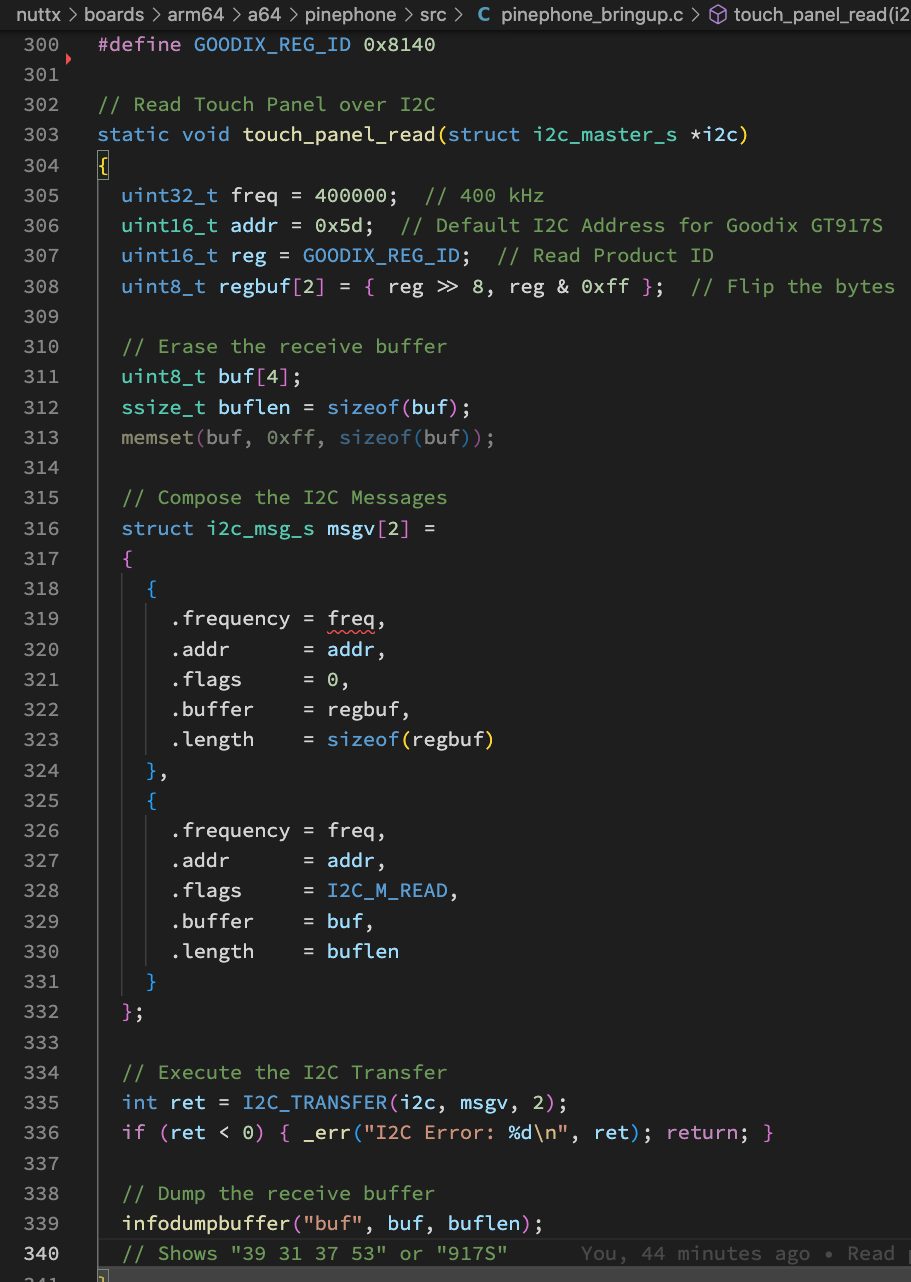 nuttx > boards > arm64 > a64 > pinephone > src > C pinephone_bringup.c > touch_panel_read(i2
300 #define GOODIX_REG_ID 0x8140
301
302 // Read Touch Panel over I2C
303 static void touch_panel_read(struct i2c_master_s *i2c)
304 {
305   uint32_t freq = 400000;  // 400 kHz
306   uint16_t addr = 0x5d;  // Default I2C Address for Goodix GT917S
307   uint16_t reg = GOODIX_REG_ID;  // Read Product ID
308   uint8_t regbuf[2] = { reg >> 8, reg & 0xff };  // Flip the bytes
309
310   // Erase the receive buffer
311   uint8_t buf[4];
312   ssize_t buflen = sizeof(buf);
313   memset(buf, 0xff, sizeof(buf));
314
315   // Compose the I2C Messages
316   struct i2c_msg_s msgv[2] =
317   {
318     {
319       .frequency = freq,
320       .addr      = addr,
321       .flags     = 0,
322       .buffer    = regbuf,
323       .length    = sizeof(regbuf)
324     },
325     {
326       .frequency = freq,
327       .addr      = addr,
328       .flags     = I2C_M_READ,
329       .buffer    = buf,
330       .length    = buflen
331     }
332   };
333
334   // Execute the I2C Transfer
335   int ret = I2C_TRANSFER(i2c, msgv, 2);
336   if (ret < 0) { _err("I2C Error: %d\n", ret); return; }
337
338   // Dump the receive buffer
339   infodumpbuffer("buf", buf, buflen);
340   // Shows "39 31 37 53" or "917S"      You, 44 minutes ago • Read
341 }